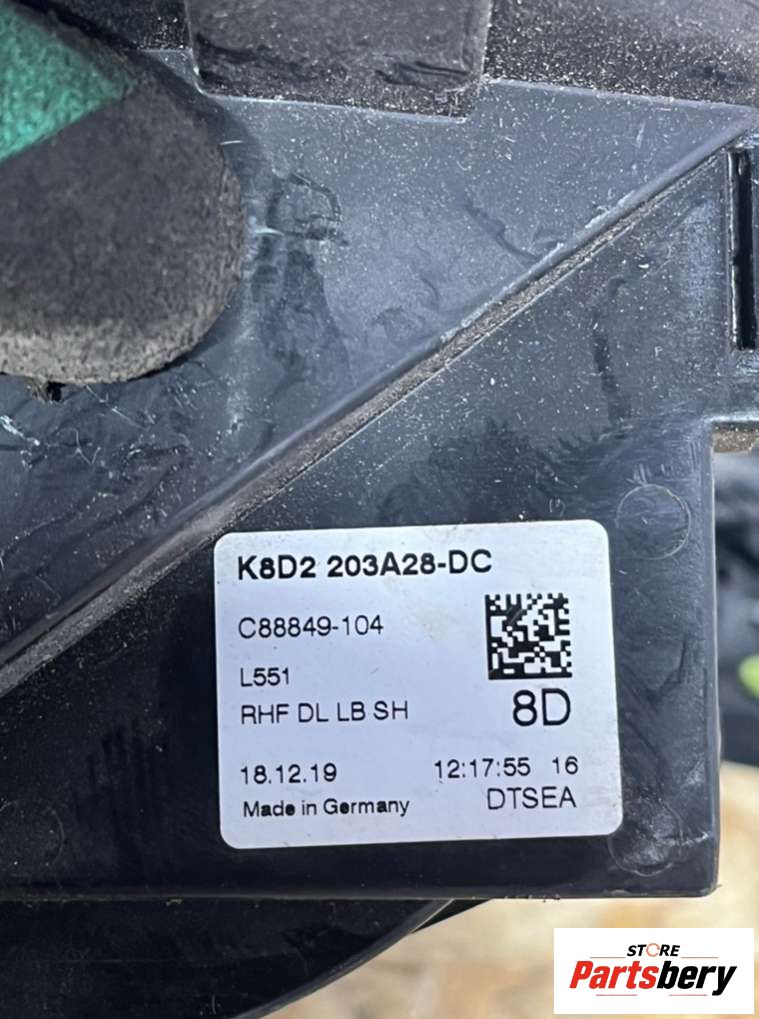 K8D2 203A28-DC
C88849-104
L551
RHF DL LB SH
8D
18.12.19 12:17:55 16
Made in Germany DTSEA
STORE
Partsbery